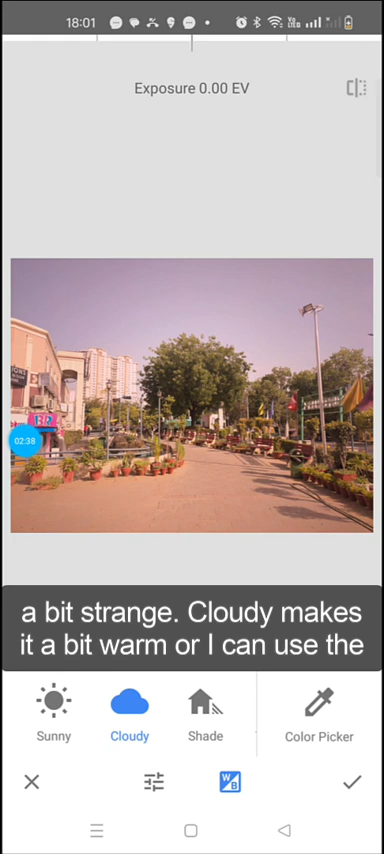 18:01
Exposure 0.00 EV
02:38
a bit strange. Cloudy makes
it a bit warm or I can use the
Sunny
Cloudy
Shade
Color Picker
W
B